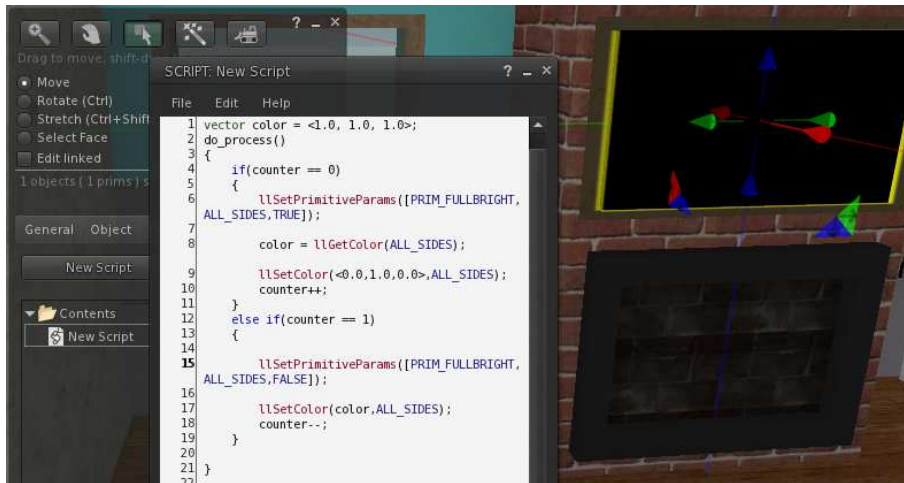 ? _ ×
Drag to move, shift-d
Move
Rotate (Ctrl)
Stretch (Ctrl+Shift
Select Face
Edit linked
1 objects ( 1 prims ) s
General Object
New Script
Contents
New Script
SCRIPT: New Script ? _ ×
File Edit Help
1 vector color = <1.0, 1.0, 1.0>;
2 do_process()
3 {
4 if(counter == 0)
5 {
6 llSetPrimitiveParams([PRIM_FULLBRIGHT,
ALL_SIDES,TRUE]);
7
8 color = llGetColor(ALL_SIDES);
9 llSetColor(<0.0,1.0,0.0>,ALL_SIDES);
10 counter++;
11 }
12 else if(counter == 1)
13 {
14
15 llSetPrimitiveParams([PRIM_FULLBRIGHT,
ALL_SIDES,FALSE]);
16
17 llSetColor(color,ALL_SIDES);
18 counter--;
19 }
20
21 }
22